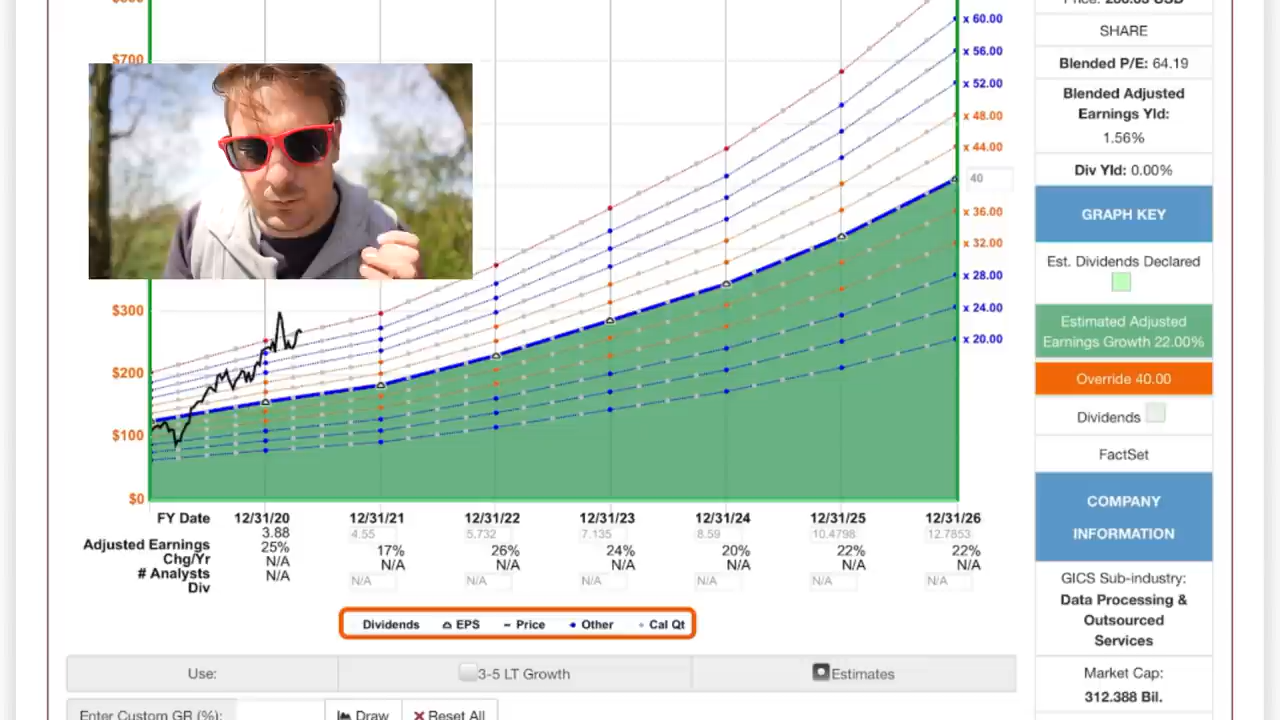 $700
$300
$200
$100
$0
x 60.00
x 56.00
x 52.00
x 48.00
x 44.00
40
x 36.00
x 32.00
x 28.00
x 24.00
x 20.00
FY Date 12/31/20 12/31/21 12/31/22 12/31/23 12/31/24 12/31/25 12/31/26
Adjusted Earnings 3.88 4.55 5.732 7.135 8.59 10.4798 12.7853
Chg/Yr 25% 17% 26% 24% 20% 22% 22%
# Analysts N/A N/A N/A N/A N/A N/A N/A
Div N/A N/A N/A N/A N/A N/A N/A
Dividends EPS Price Other Cal Qt
Use: 3-5 LT Growth Estimates
Enter Custom GR (%): Draw Reset All
SHARE
Blended P/E: 64.19
Blended Adjusted
Earnings Yld:
1.56%
Div Yld: 0.00%
GRAPH KEY
Est. Dividends Declared
Estimated Adjusted
Earnings Growth 22.00%
Override 40.00
Dividends
FactSet
COMPANY
INFORMATION
GICS Sub-industry:
Data Processing &
Outsourced
Services
Market Cap:
312.388 Bil.